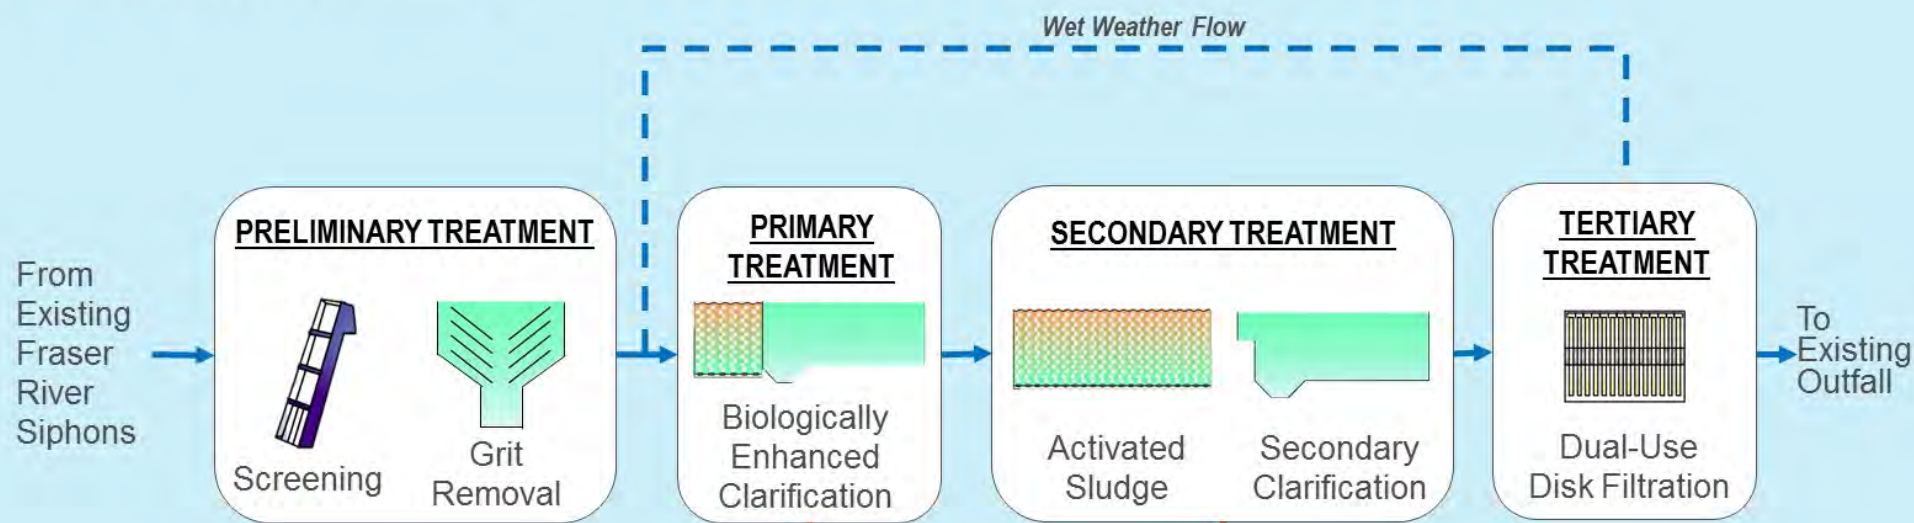 Wet Weather Flow
From
Existing
Fraser
River
Siphons
PRELIMINARY TREATMENT
Screening
Grit
Removal
PRIMARY
TREATMENT
Biologically
Enhanced
Clarification
SECONDARY TREATMENT
Activated
Sludge
Secondary
Clarification
TERTIARY
TREATMENT
Dual-Use
Disk Filtration
To
Existing
Outfall